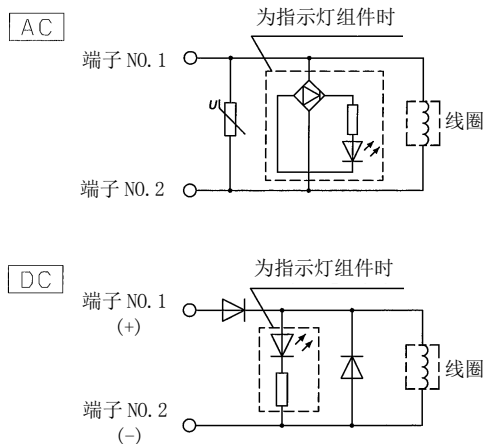 AC
为指示灯组件时
端子 NO.1
U
线圈
端子 NO.2
DC
为指示灯组件时
端子 NO.1
(+)
线圈
端子 NO.2
(-)